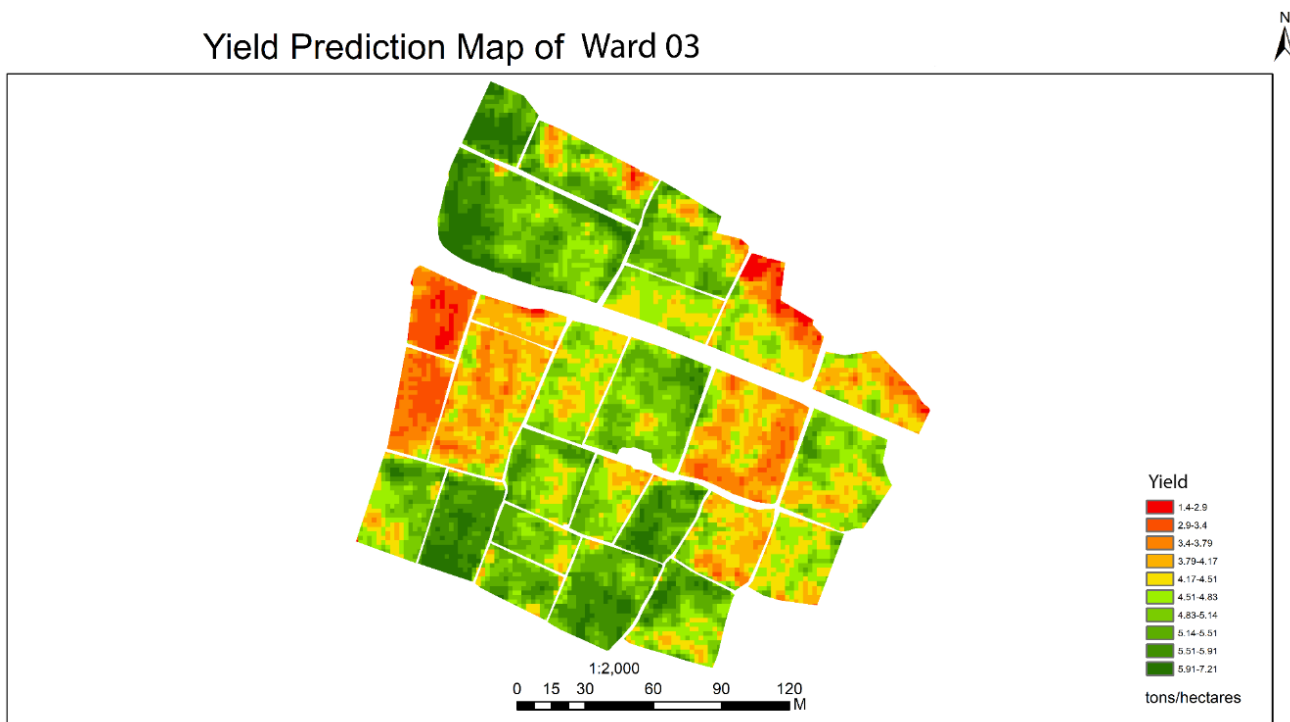 N
Yield Prediction Map of Ward 03
Yield
1.4-2.9
2.9-3.4
3.4-3.79
3.79-4.17
4.17-4.51
4.51-4.83
4.83-5.14
5.14-5.51
5.51-5.91
5.91-7.21
tons/hectares
1:2,000
0 15 30 60 90 120
M